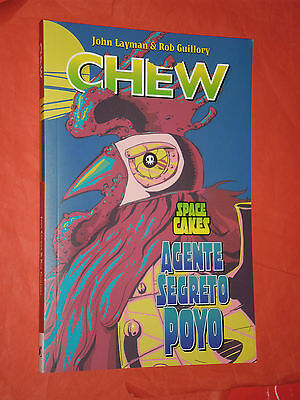 John Layman & Rob Guillory
CHEW
SPACE
CAKES
AGENTE
SEGRETO
POYO